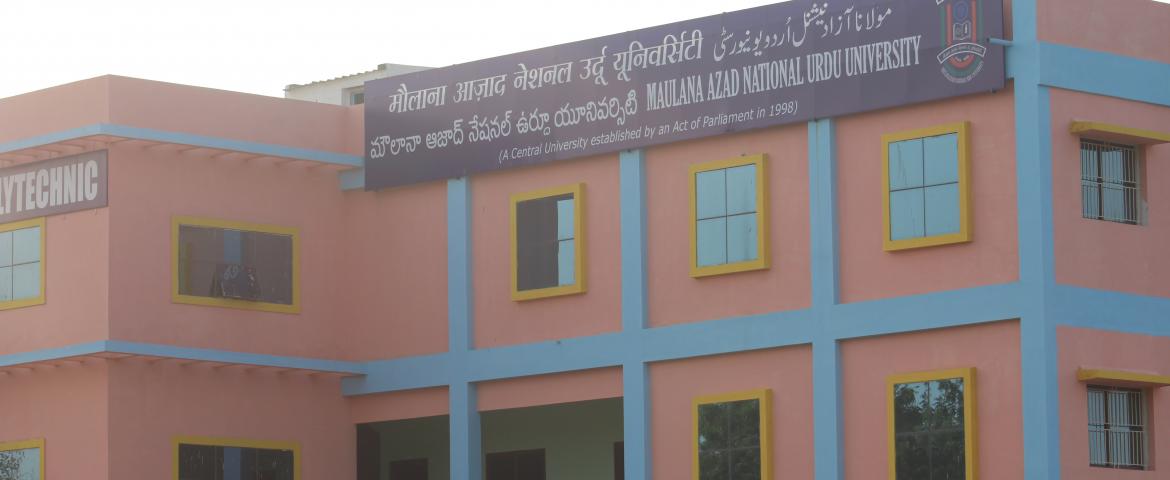 मौलाना आज़ाद नेशनल उर्दू यूनिवर्सिटी
مولانا آزاد نیشنل اُردو یونیورسٹی
మౌలానా ఆజాద్ నేషనల్ ఉర్దూ యూనివర్సిటి
MAULANA AZAD NATIONAL URDU UNIVERSITY
(A Central University established by an Act of Parliament in 1998)
LYTECHNIC